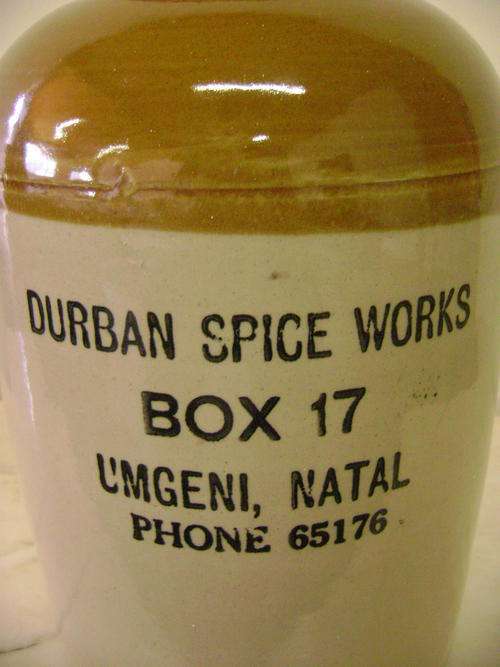 DURBAN SPICE WORKS
BOX 17
UMGENI, NATAL
PHONE 65176